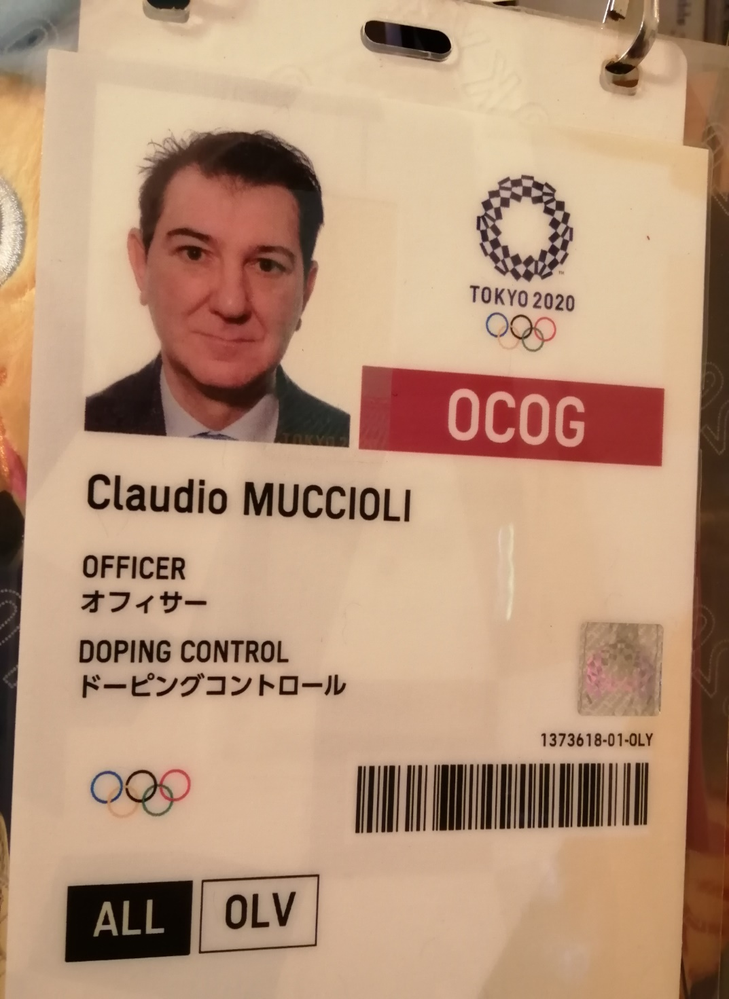 TOKYO 2020
OCOG
Claudio MUCCIOLI
OFFICER
オフィサー
DOPING CONTROL
ドーピングコントロール
1373618-01-OLY
ALL
OLV